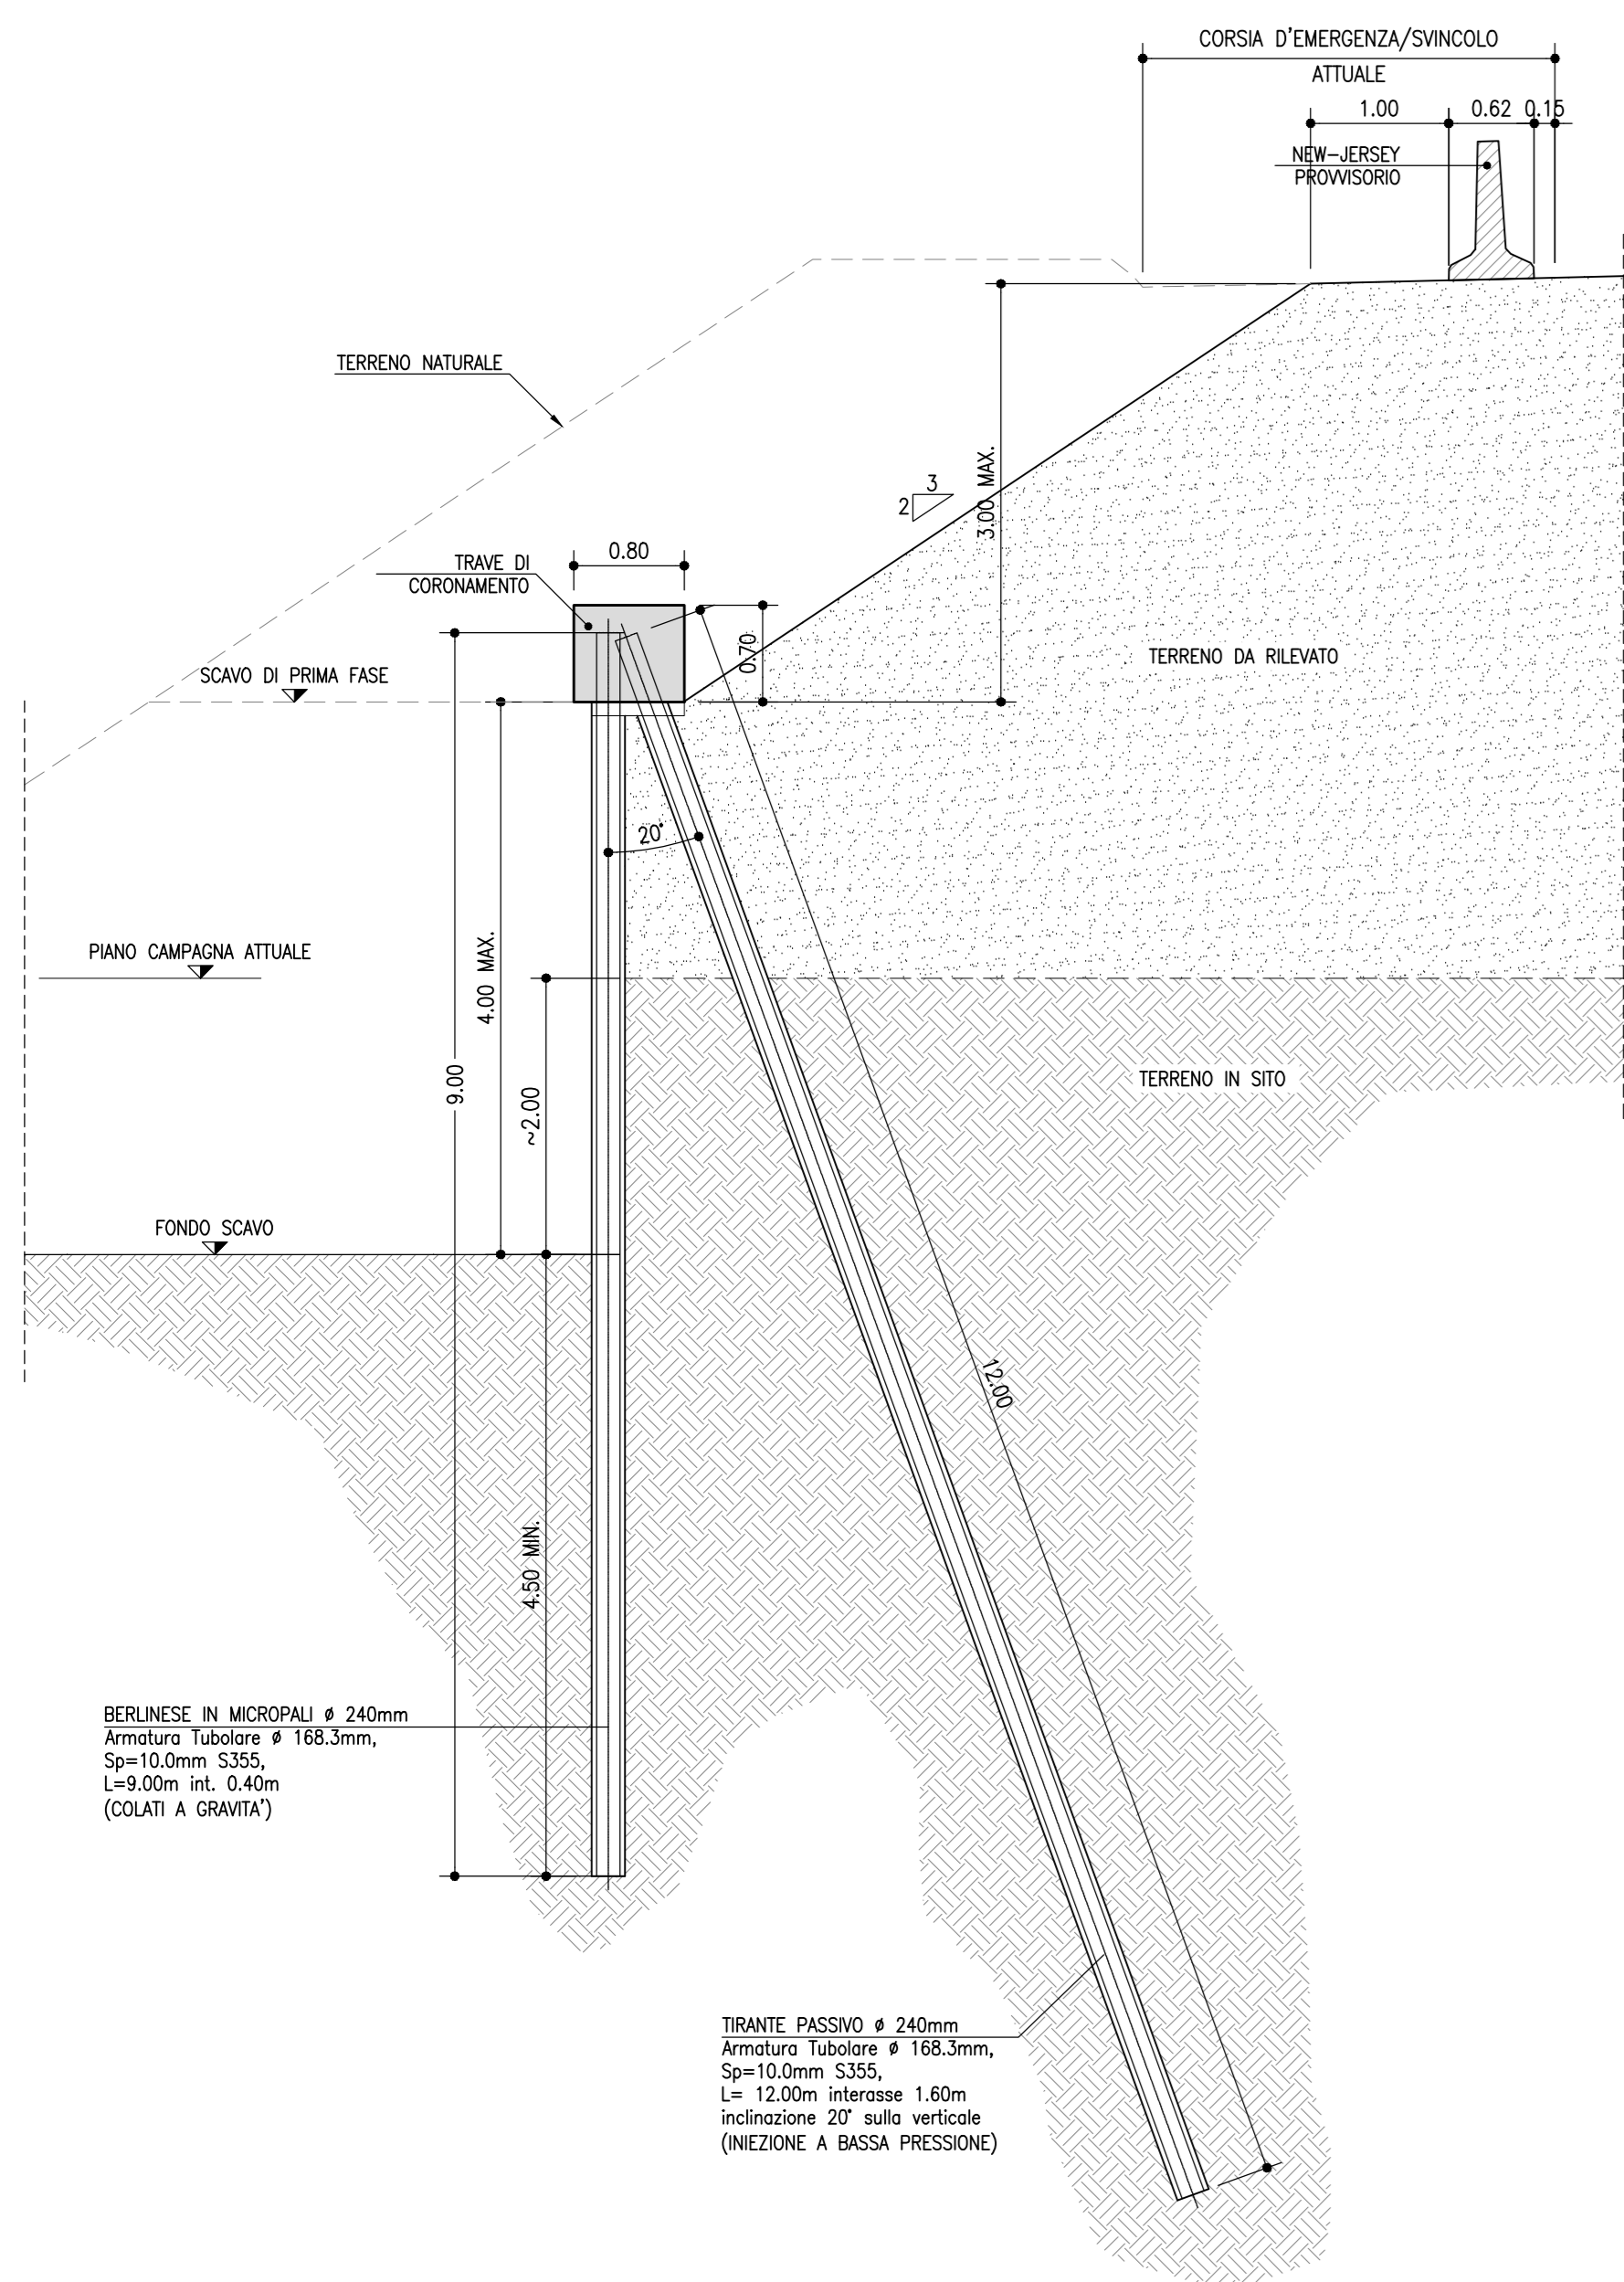 CORSIA D'EMERGENZA/SVINCOLO
ATTUALE
1.00
0.62
0.15
NEW-JERSEY
PROVVISORIO
TERRENO NATURALE
3
2
3.00 MAX.
0.80
TRAVE DI
CORONAMENTO
0.70
TERRENO DA RILEVATO
SCAVO DI PRIMA FASE
20°
PIANO CAMPAGNA ATTUALE
4.00 MAX.
9.00
~2.00
TERRENO IN SITO
FONDO SCAVO
12.00
4.50 MIN.
BERLINESE IN MICROPALI ø 240mm
Armatura Tubolare Ø 168.3mm,
Sp=10.0mm S355,
L=9.00m int. 0.40m
(COLATI A GRAVITA')
TIRANTE PASSIVO ø 240mm
Armatura Tubolare Ø 168.3mm,
Sp=10.0mm S355,
L= 12.00m interasse 1.60m
inclinazione 20° sulla verticale
(INIEZIONE A BASSA PRESSIONE)